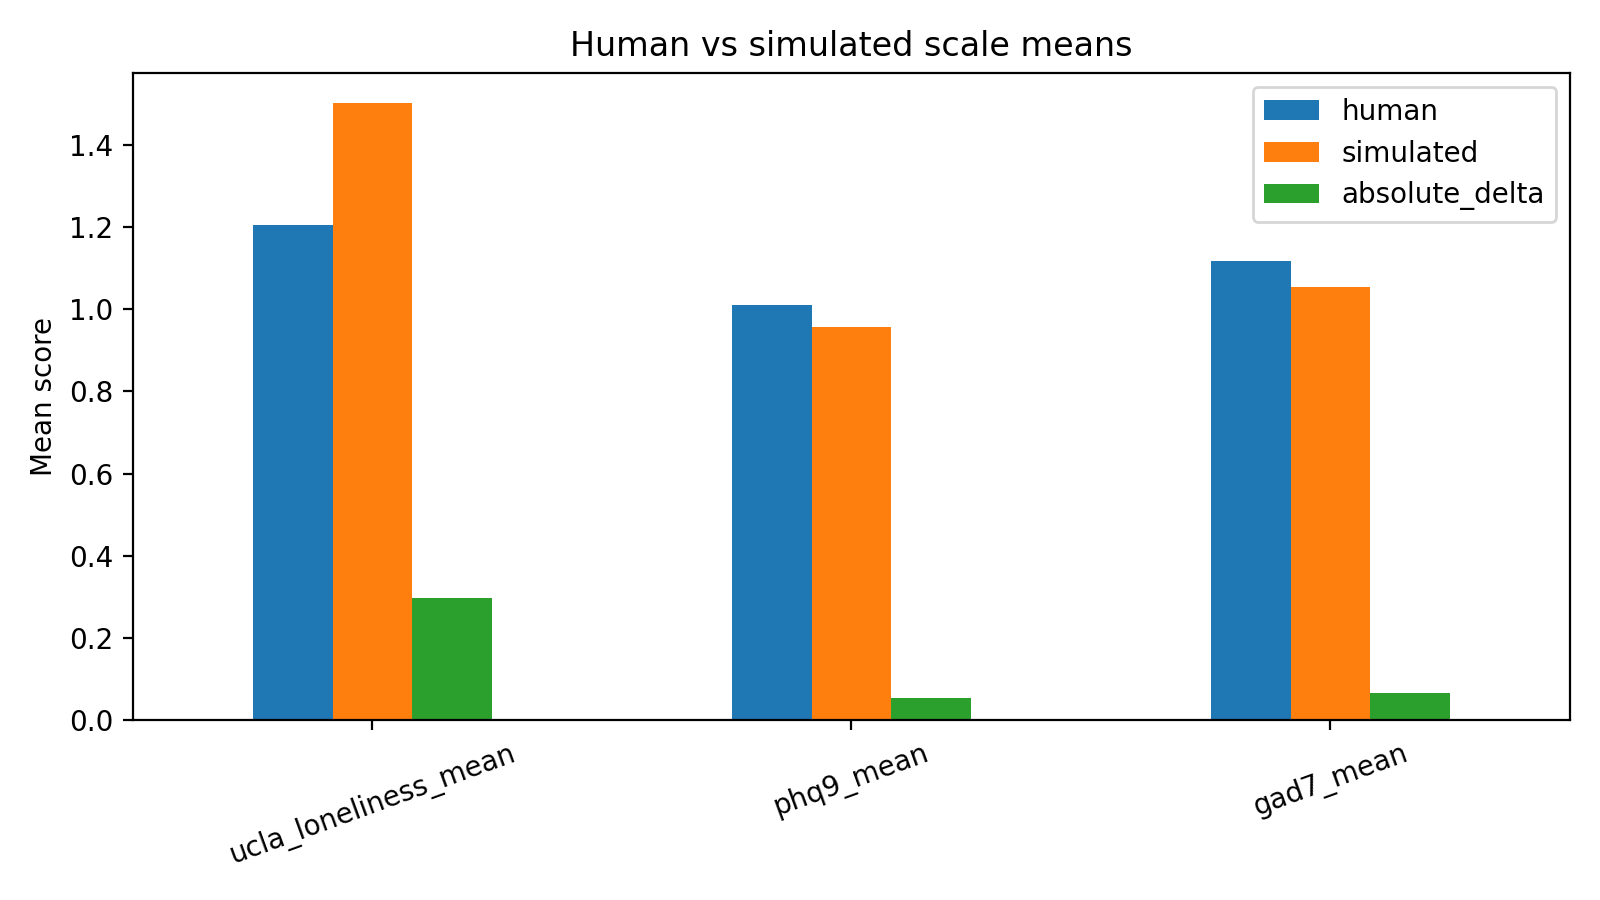 Human vs simulated scale means
human
simulated
absolute_delta
Mean score
1.4
1.2
1.0
0.8
0.6
0.4
0.2
0.0
ucla_loneliness_mean
phq9_mean
gad7_mean